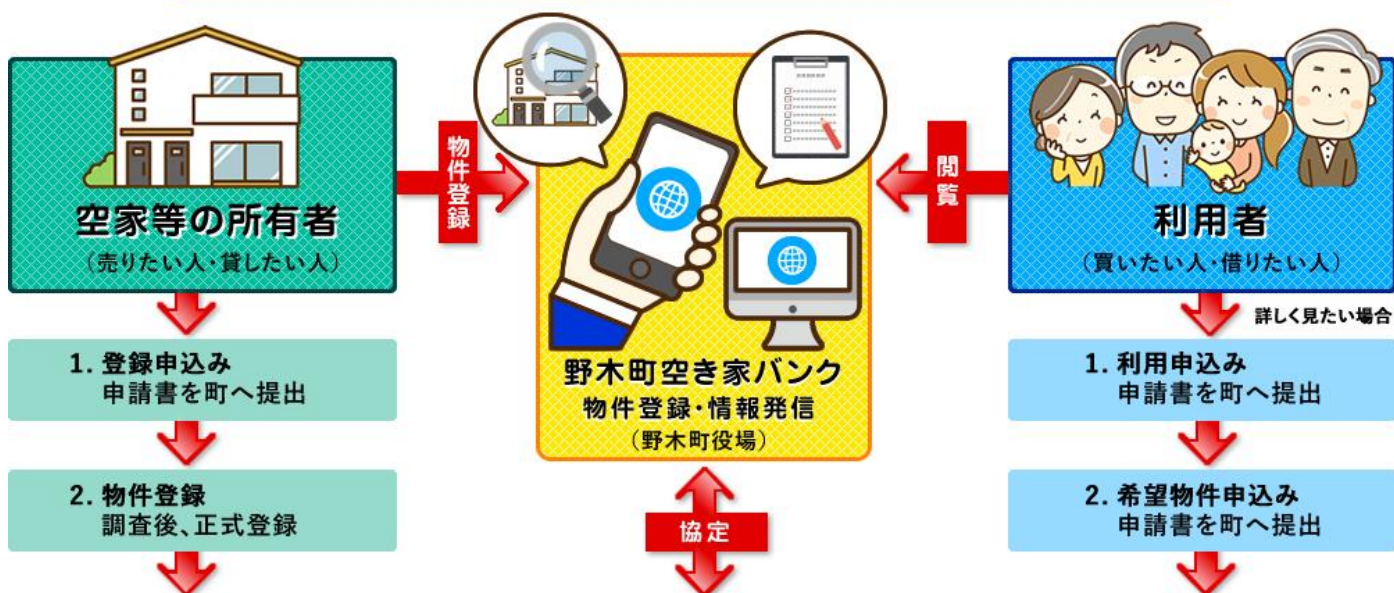 空家等の所有者
（売りたい人・貸したい人）
物件登録
閲覧
利用者
（買いたい人・借りたい人）
詳しく見たい場合
1. 登録申込み
申請書を町へ提出
2. 物件登録
調査後、正式登録
野木町空き家バンク
物件登録・情報発信
（野木町役場）
協定
1. 利用申込み
申請書を町へ提出
2. 希望物件申込み
申請書を町へ提出